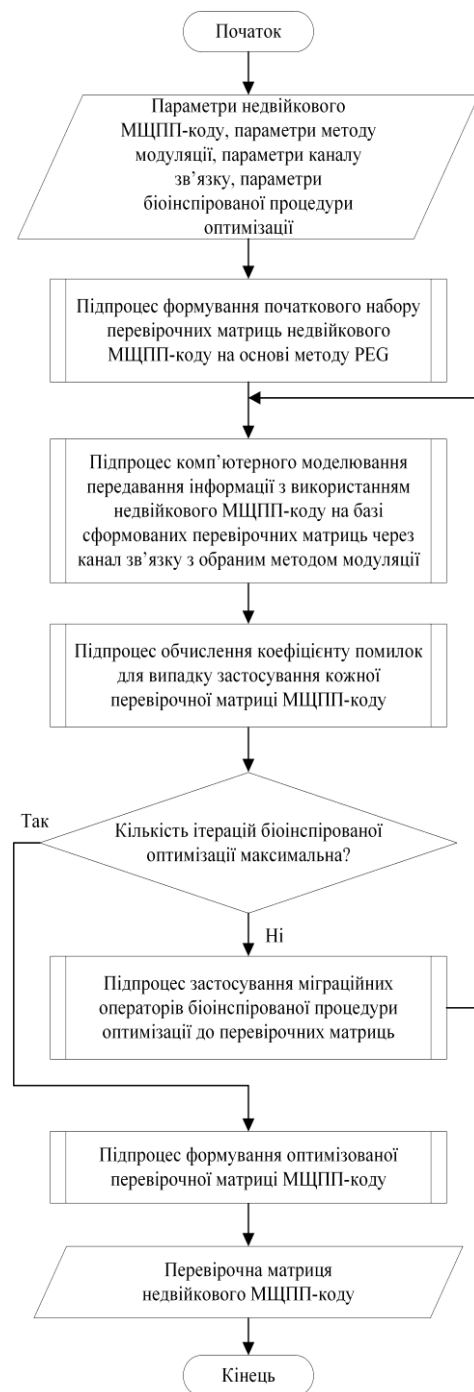 Початок
Параметри недвійкового
МЩПП-коду, параметри методу
модуляції, параметри каналу
зв’язку, параметри
біоінспірованої процедури
оптимізації
Підпроцес формування початкового набору
перевірочних матриць недвійкового
МЩПП-коду на основі методу PEG
Підпроцес комп’ютерного моделювання
передавання інформації з використанням
недвійкового МЩПП-коду на базі
сформованих перевірочних матриць через
канал зв’язку з обраним методом модуляції
Підпроцес обчислення коефіцієнту помилок
для випадку застосування кожної
перевірочної матриці МЩПП-коду
Так
Кількість ітерацій біоінспірованої
оптимізації максимальна?
Ні
Підпроцес застосування міграційних
операторів біоінспірованої процедури
оптимізації до перевірочних матриць
Підпроцес формування оптимізованої
перевірочної матриці МЩПП-коду
Перевірочна матриця
недвійкового МЩПП-коду
Кінець